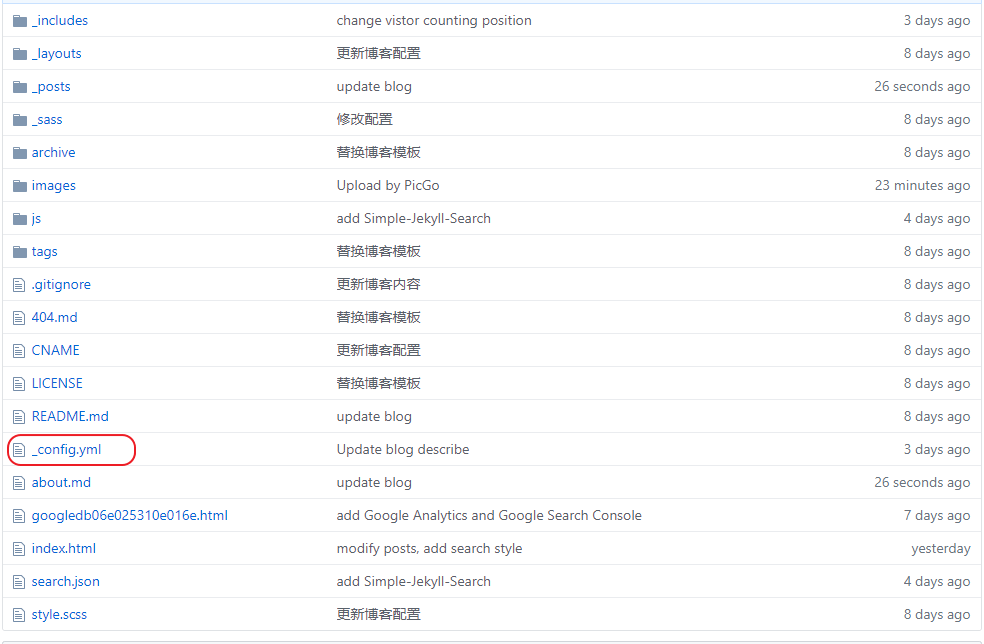 _includes change vistor counting position 3 days ago
_layouts 更新博客配置 8 days ago
_posts update blog 26 seconds ago
_sass 修改配置 8 days ago
archive 替换博客模板 8 days ago
images Upload by PicGo 23 minutes ago
js add Simple-Jekyll-Search 4 days ago
tags 替换博客模板 8 days ago
.gitignore 更新博客内容 8 days ago
404.md 替换博客模板 8 days ago
CNAME 更新博客配置 8 days ago
LICENSE 替换博客模板 8 days ago
README.md update blog 8 days ago
_config.yml Update blog describe 3 days ago
about.md update blog 26 seconds ago
googledb06e025310e016e.html add Google Analytics and Google Search Console 7 days ago
index.html modify posts, add search style yesterday
search.json add Simple-Jekyll-Search 4 days ago
style.scss 更新博客配置 8 days ago